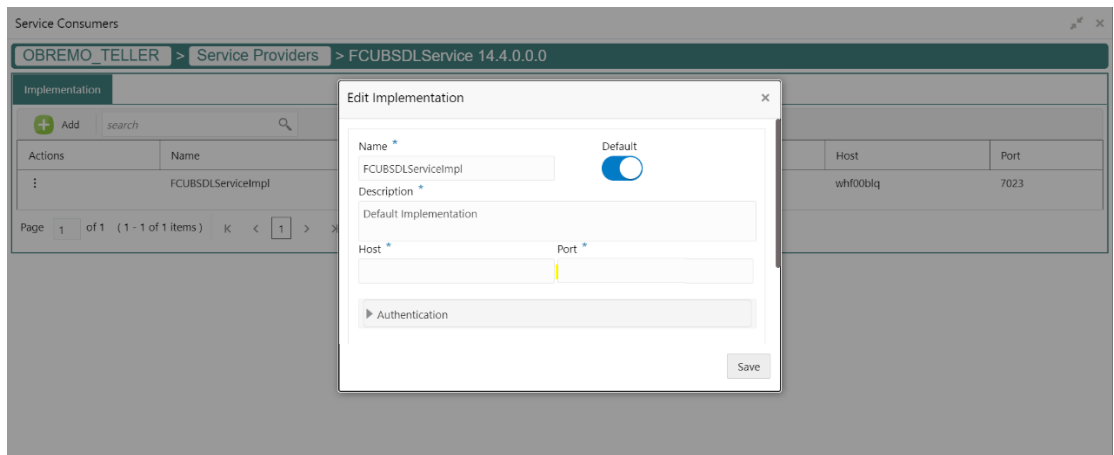 Service Consumers
OBREMO_TELLER > Service Providers > FCUBSDLService 14.4.0.0.0
Implementation
Add search
Actions Name Host Port
FCUBSDLServiceImpl whf00blq 7023
Page 1 of 1 (1 - 1 of 1 items) 1
Edit Implementation
Name * Default
FCUBSDLServiceImpl
Description *
Default Implementation
Host * Port *
Authentication
Save